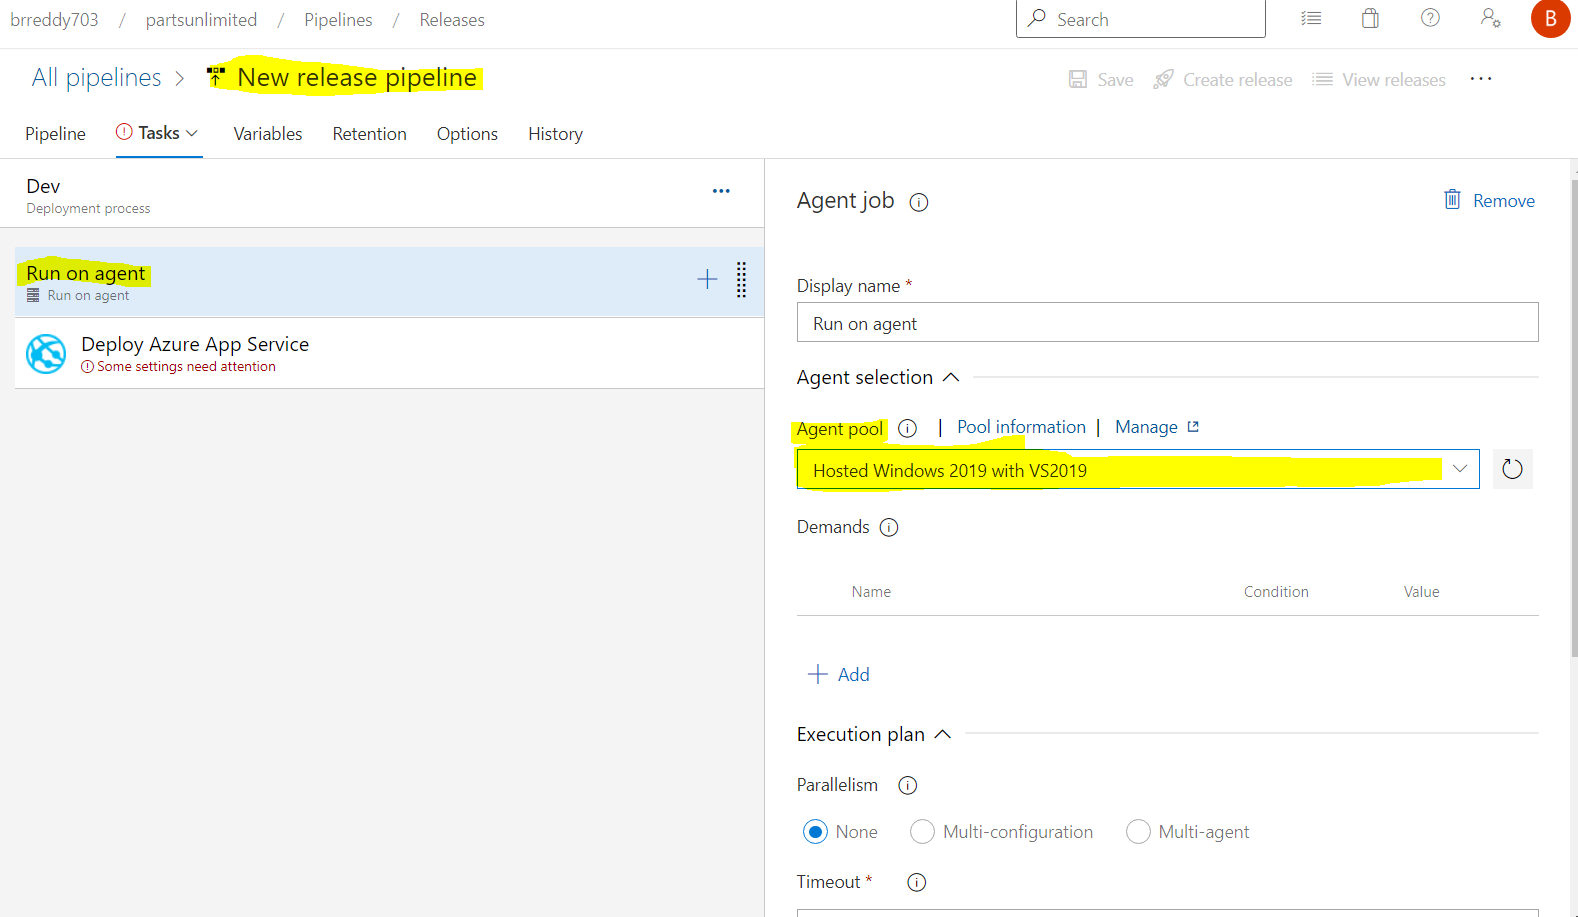 brreddy703 / partsunlimited / Pipelines / Releases
Search
B
All pipelines > New release pipeline
Save Create release View releases ...
Pipeline Tasks Variables Retention Options History
Dev
Deployment process
...
Run on agent
Run on agent
Deploy Azure App Service
Some settings need attention
Agent job
Remove
Display name *
Run on agent
Agent selection
Agent pool | Pool information | Manage
Hosted Windows 2019 with VS2019
Demands
Name Condition Value
+ Add
Execution plan
Parallelism
None Multi-configuration Multi-agent
Timeout *